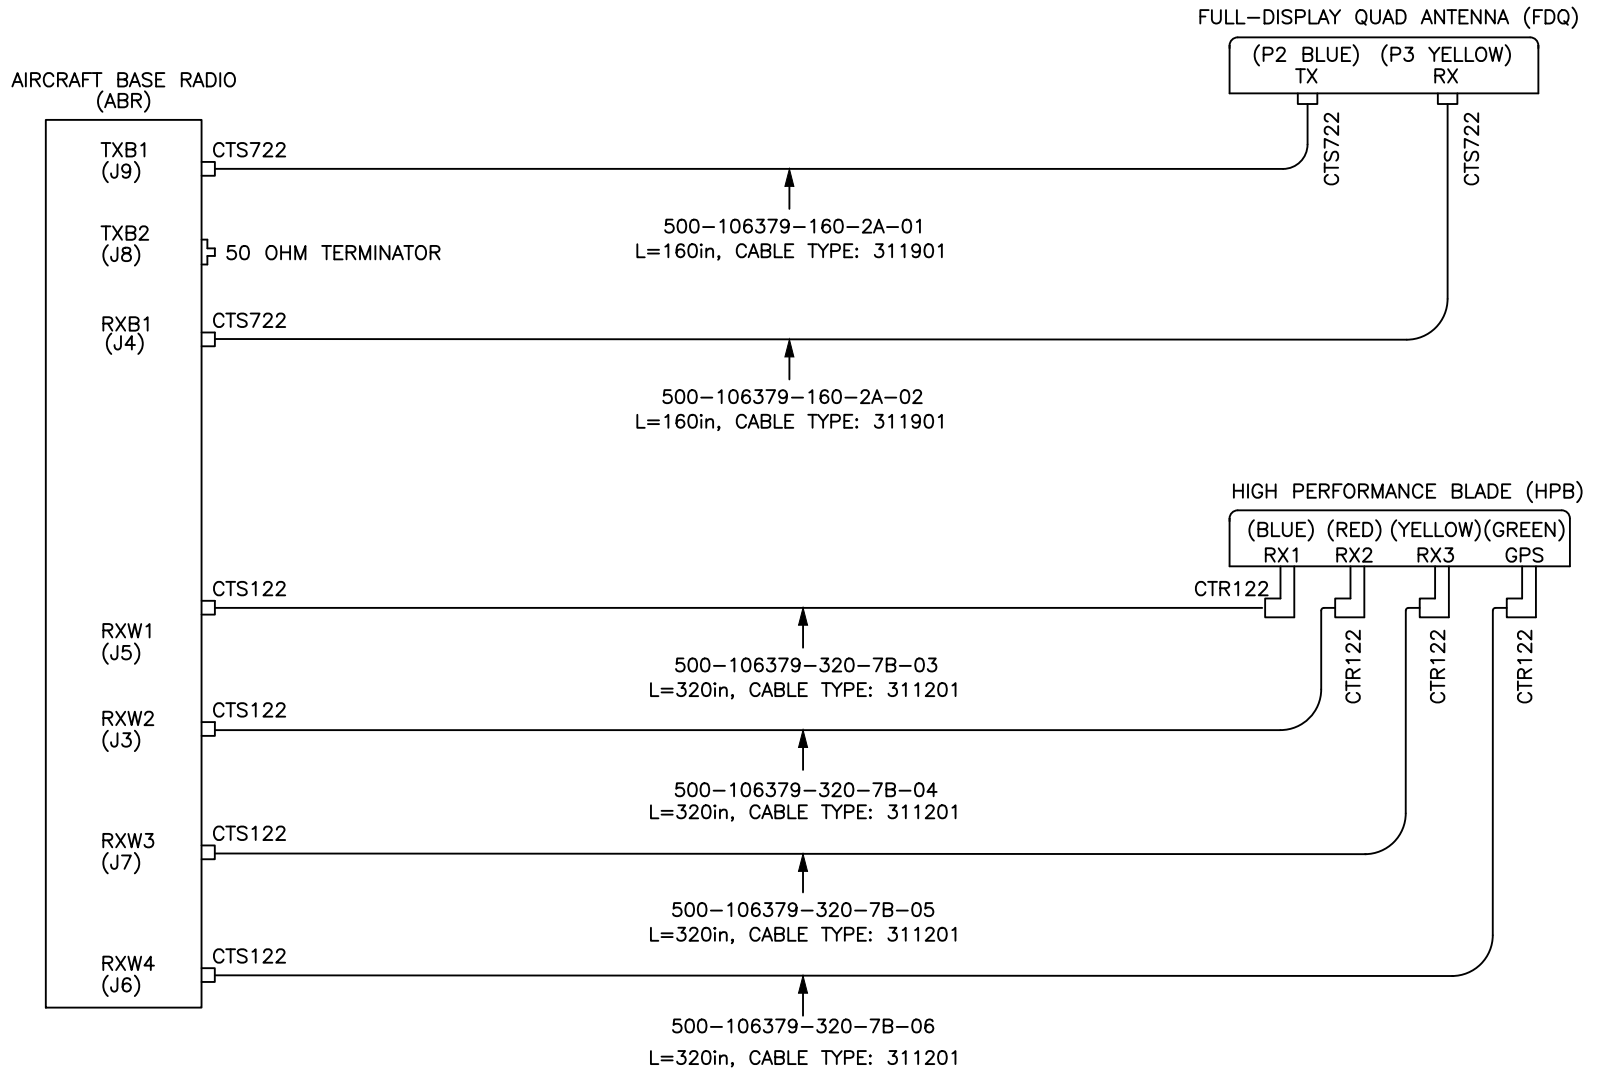 FULL-DISPLAY QUAD ANTENNA (FDQ)
(P2 BLUE) (P3 YELLOW)
TX RX
CTS722
CTS722
AIRCRAFT BASE RADIO
(ABR)
TXB1
(J9)
CTS722
500-106379-160-2A-01
L=160in, CABLE TYPE: 311901
TXB2
(J8)
50 OHM TERMINATOR
RXB1
(J4)
CTS722
500-106379-160-2A-02
L=160in, CABLE TYPE: 311901
HIGH PERFORMANCE BLADE (HPB)
(BLUE) (RED) (YELLOW) (GREEN)
RX1 RX2 RX3 GPS
CTR122
CTR122
CTR122
CTR122
CTS122
RXW1
(J5)
500-106379-320-7B-03
L=320in, CABLE TYPE: 311201
CTS122
RXW2
(J3)
500-106379-320-7B-04
L=320in, CABLE TYPE: 311201
CTS122
RXW3
(J7)
500-106379-320-7B-05
L=320in, CABLE TYPE: 311201
CTS122
RXW4
(J6)
500-106379-320-7B-06
L=320in, CABLE TYPE: 311201